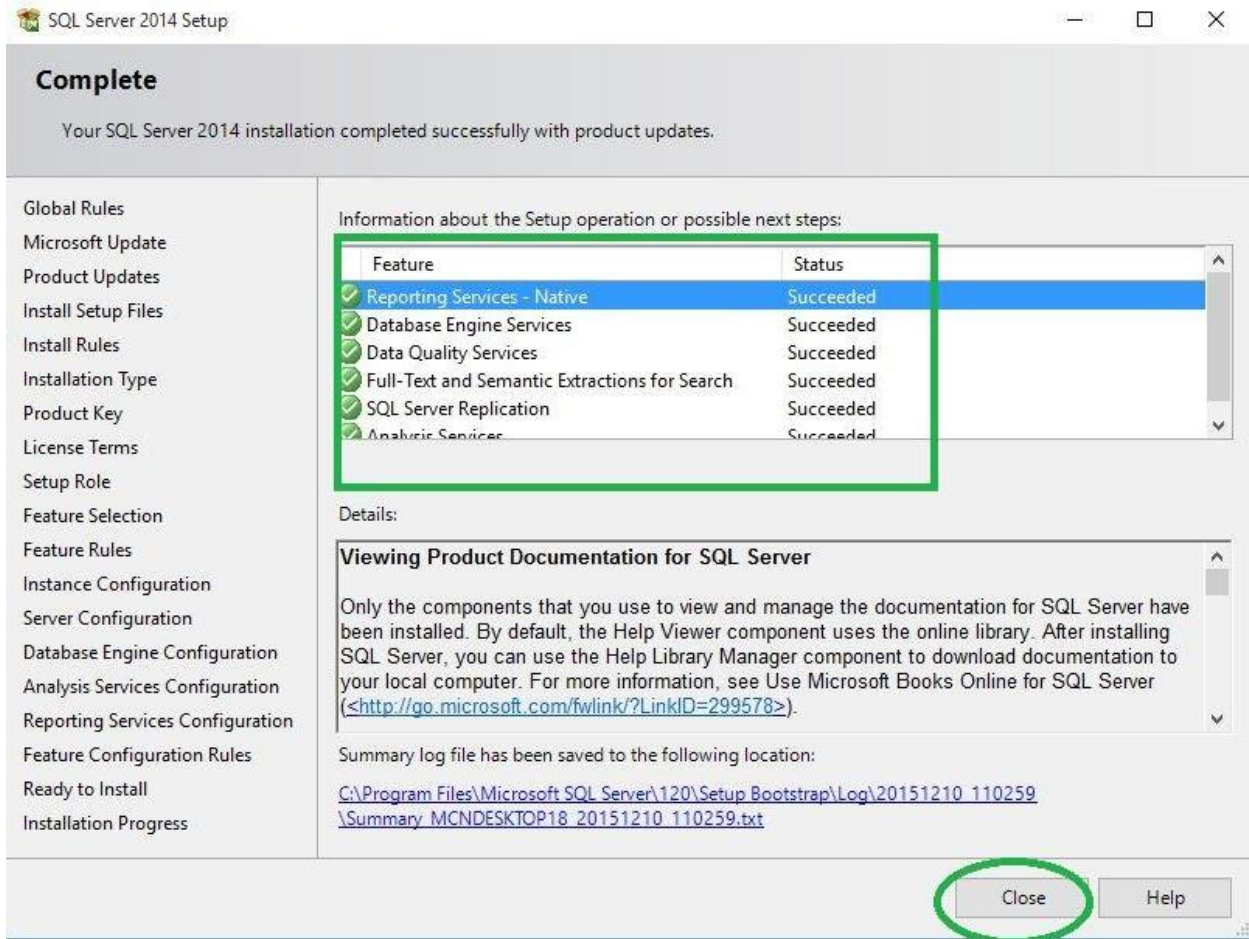 SQL Server 2014 Setup
Complete
Your SQL Server 2014 installation completed successfully with product updates.
Global Rules
Microsoft Update
Product Updates
Install Setup Files
Install Rules
Installation Type
Product Key
License Terms
Setup Role
Feature Selection
Feature Rules
Instance Configuration
Server Configuration
Database Engine Configuration
Analysis Services Configuration
Reporting Services Configuration
Feature Configuration Rules
Ready to Install
Installation Progress
Information about the Setup operation or possible next steps:
Feature Status
Reporting Services - Native Succeeded
Database Engine Services Succeeded
Data Quality Services Succeeded
Full-Text and Semantic Extractions for Search Succeeded
SQL Server Replication Succeeded
Analysis Services Succeeded
Details:
Viewing Product Documentation for SQL Server
Only the components that you use to view and manage the documentation for SQL Server have
been installed. By default, the Help Viewer component uses the online library. After installing
SQL Server, you can use the Help Library Manager component to download documentation to
your local computer. For more information, see Use Microsoft Books Online for SQL Server
(<http://go.microsoft.com/fwlink/?LinkID=299578>).
Summary log file has been saved to the following location:
C:\Program Files\Microsoft SQL Server\120\Setup Bootstrap\Log\20151210_110259
\Summary_MCNDESKTOP18_20151210_110259.txt
Close Help